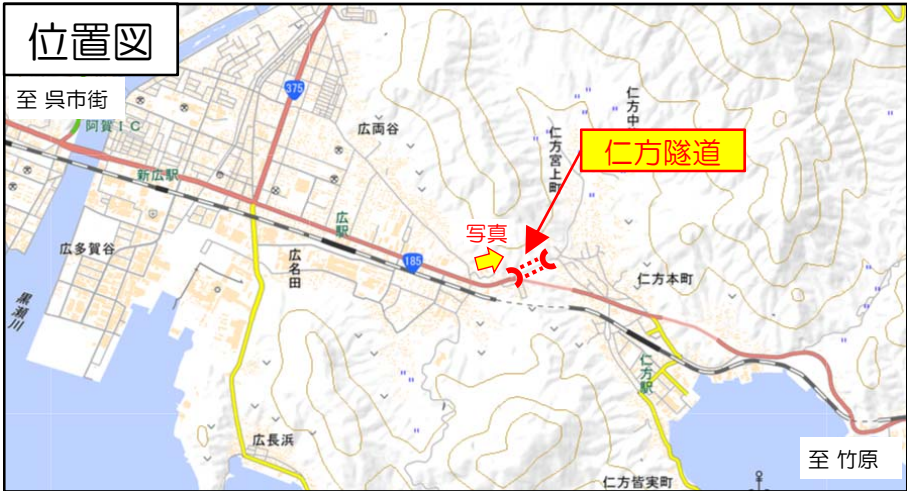 位置図
至 呉市街
阿賀IC
375
広両谷
仁方中
仁方宮上町
仁方隧道
新広駅
広駅
写真
185
広多賀谷
広名田
仁方本町
黒瀬川
仁方駅
広長浜
至 竹原
仁方皆実町